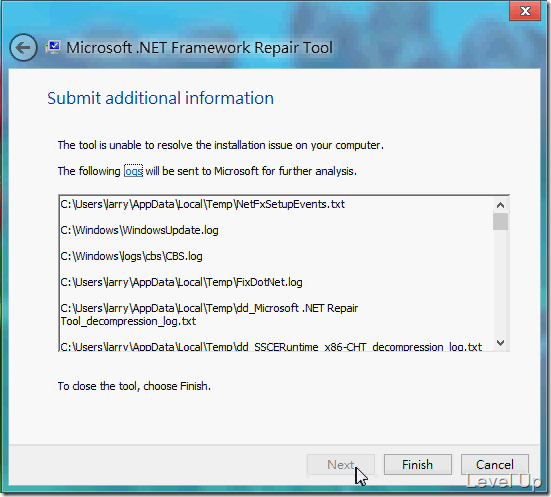 Microsoft .NET Framework Repair Tool
Submit additional information
The tool is unable to resolve the installation issue on your computer.
The following logs will be sent to Microsoft for further analysis.
C:\Users\larry\AppData\Local\Temp\NetFxSetupEvents.txt
C:\Windows\WindowsUpdate.log
C:\Windows\logs\cbs\CBS.log
C:\Users\larry\AppData\Local\Temp\FixDotNet.log
C:\Users\larry\AppData\Local\Temp\dd_Microsoft .NET Repair
Tool_decompression_log.txt
C:\Users\larry\AppData\Local\Temp\dd_SSCERuntime_x86-CHT_decompression_log.txt
To close the tool, choose Finish.
Next Finish Cancel
Level Up